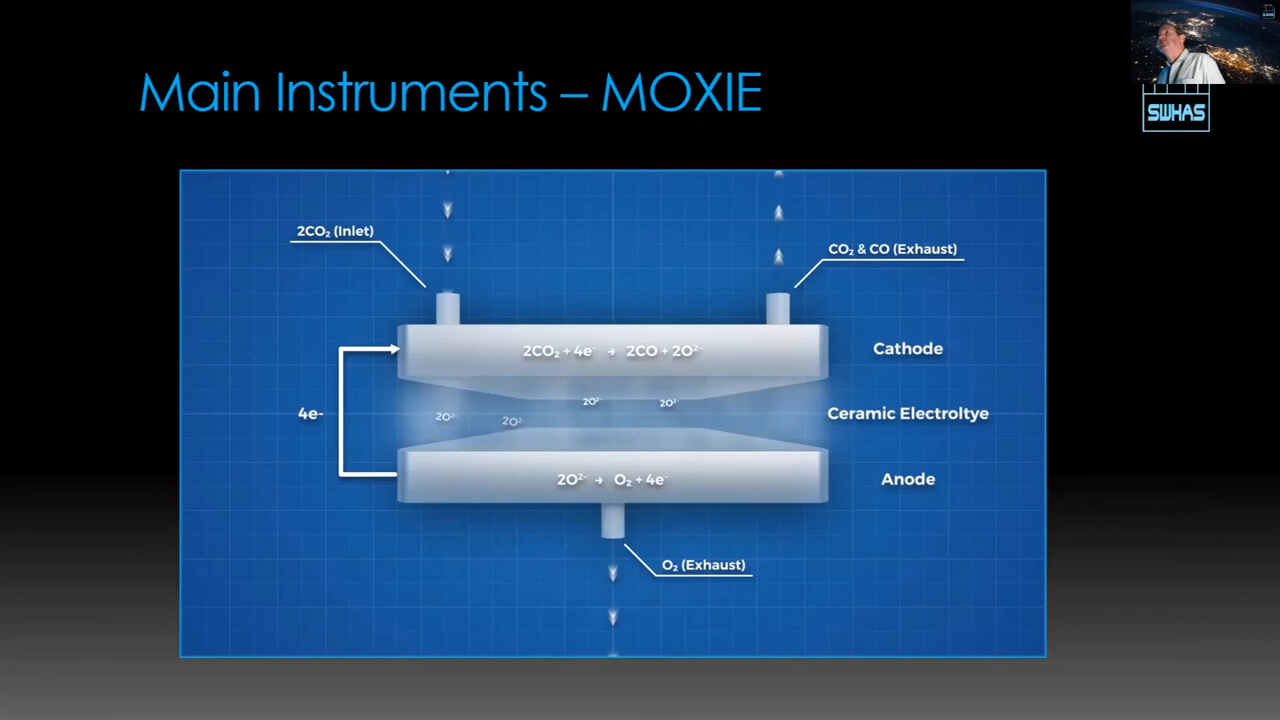 Main Instruments – MOXIE
SWHAS
2CO₂ (Inlet)
CO₂ & CO (Exhaust)
2CO₂ + 4e⁻ → 2CO + 2O²⁻
Cathode
2O²⁻ 2O²⁻
4e-
2O²⁻ 2O²⁻
Ceramic Electroltye
2O²⁻ → O₂ + 4e⁻
Anode
O₂ (Exhaust)